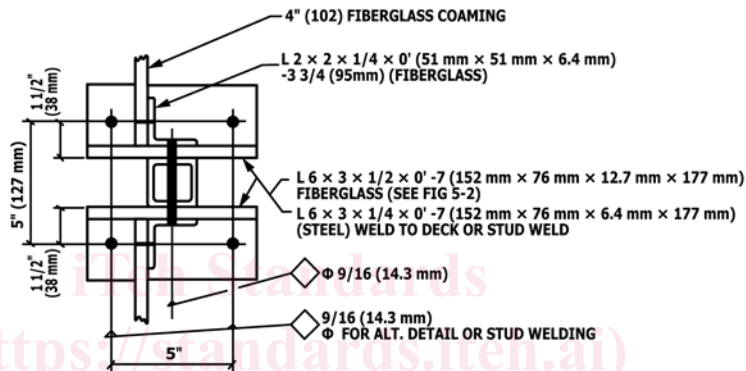 4" (102) FIBERGLASS COAMING
L 2 × 2 × 1/4 × 0' (51 mm × 51 mm × 6.4 mm)
-3 3/4 (95mm) (FIBERGLASS)
1 1/2"
(38 mm)
5" (127 mm)
1 1/2"
(38 mm)
L 6 × 3 × 1/2 × 0' -7 (152 mm × 76 mm × 12.7 mm × 177 mm)
FIBERGLASS (SEE FIG 5-2)
L 6 × 3 × 1/4 × 0' -7 (152 mm × 76 mm × 6.4 mm × 177 mm)
(STEEL) WELD TO DECK OR STUD WELD
Φ 9/16 (14.3 mm)
iTeh Standards
9/16 (14.3 mm)
Φ FOR ALT. DETAIL OR STUD WELDING
ttps://standards.iteh.ai)
5"